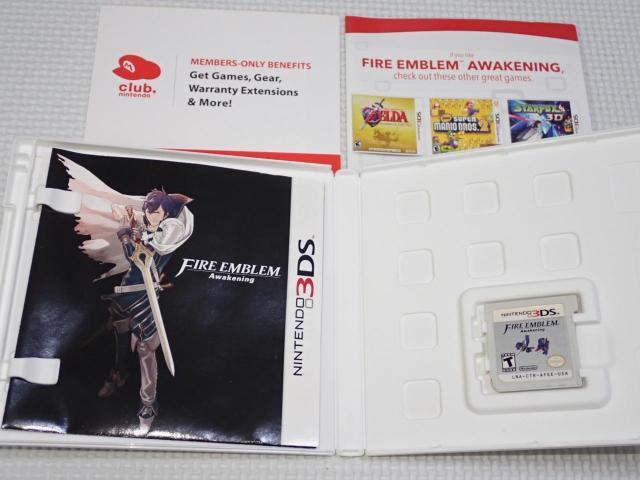 club.
nintendo
MEMBERS-ONLY BENEFITS
Get Games, Gear,
Warranty Extensions
& More!
If you like
FIRE EMBLEM™ AWAKENING,
check out these other great games.
ZELDA
SUPER
MARIO BROS. 2
STARFOX
3D
FIRE EMBLEM
Awakening
NINTENDO 3DS
NINTENDO 3DS
FIRE EMBLEM
Awakening
T
Nintendo
LNA-CTR-AFEE-USA